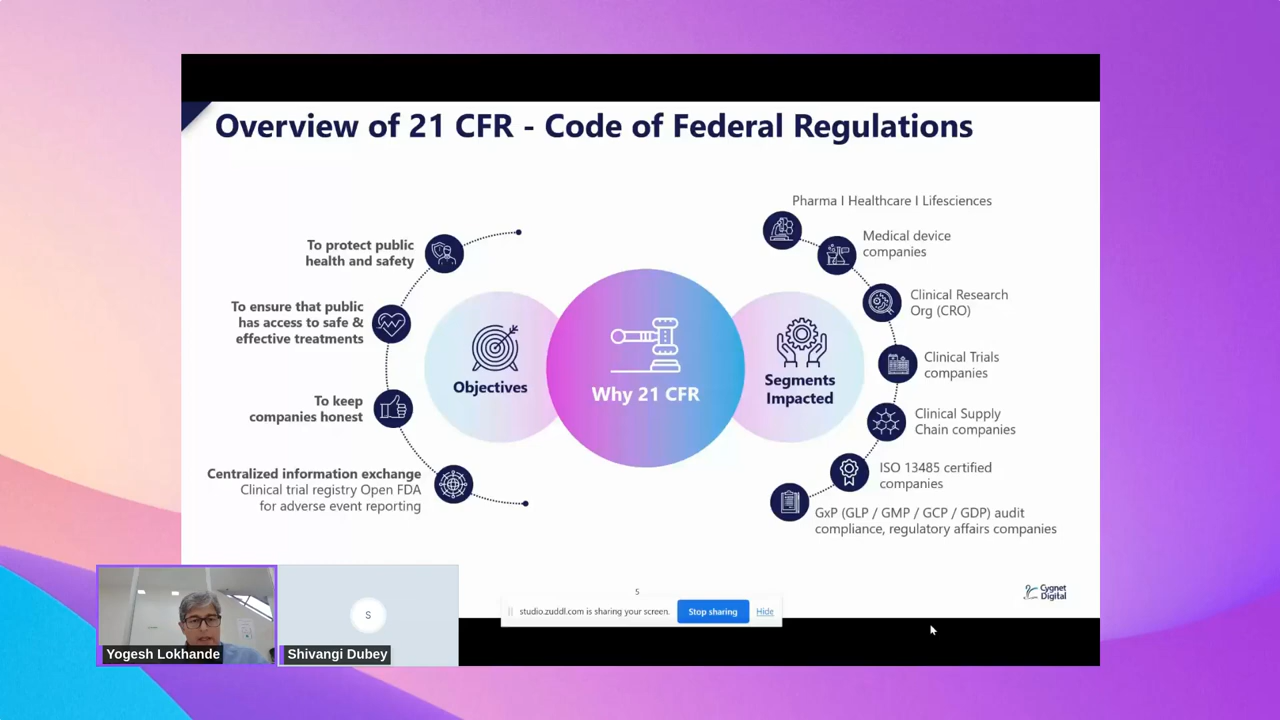 Overview of 21 CFR - Code of Federal Regulations
To protect public
health and safety
To ensure that public
has access to safe &
effective treatments
To keep
companies honest
Centralized information exchange
Clinical trial registry Open FDA
for adverse event reporting
Objectives
Why 21 CFR
Segments
Impacted
Pharma I Healthcare I Lifesciences
Medical device
companies
Clinical Research
Org (CRO)
Clinical Trials
companies
Clinical Supply
Chain companies
ISO 13485 certified
companies
GxP (GLP / GMP / GCP / GDP) audit
compliance, regulatory affairs companies
5
Cygnet
Digital
studio.zuddl.com is sharing your screen.
Stop sharing
Hide
S
Yogesh Lokhande
Shivangi Dubey